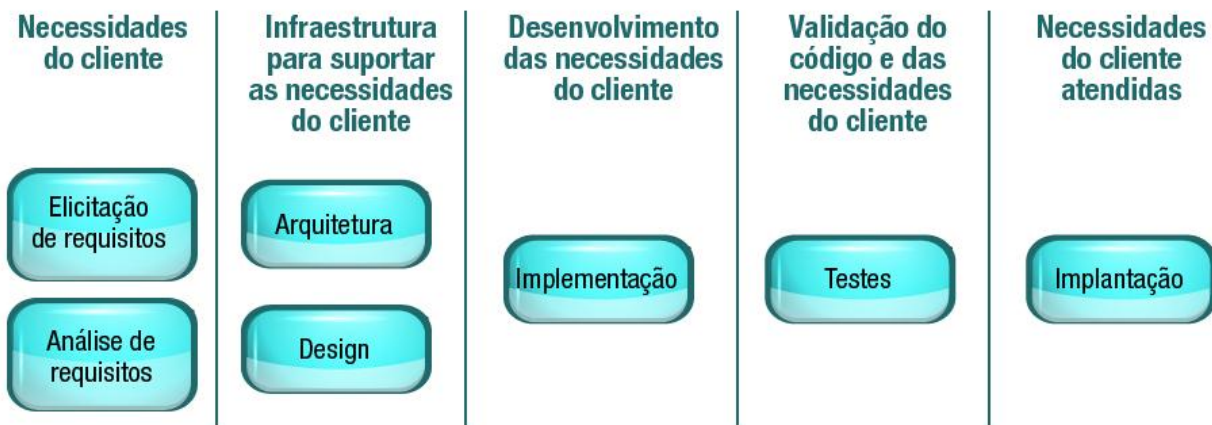 Necessidades
do cliente
Infraestrutura
para suportar
as necessidades
do cliente
Desenvolvimento
das necessidades
do cliente
Validação do
código e das
necessidades
do cliente
Necessidades
do cliente
atendidas
Elicitação
de requisitos
Análise de
requisitos
Arquitetura
Design
Implementação
Testes
Implantação